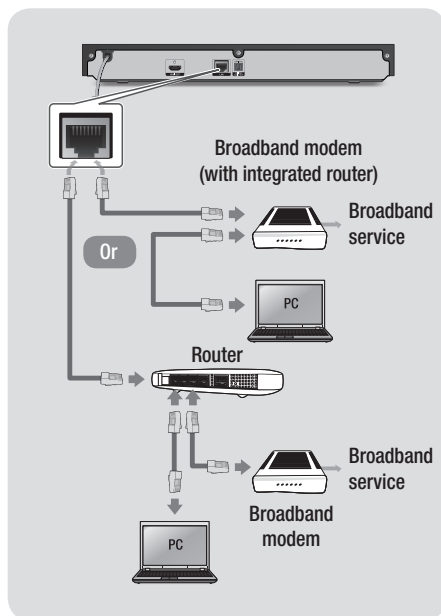 Broadband modem
(with integrated router)
Broadband
service
Or
PC
Router
Broadband
service
Broadband
modem
PC